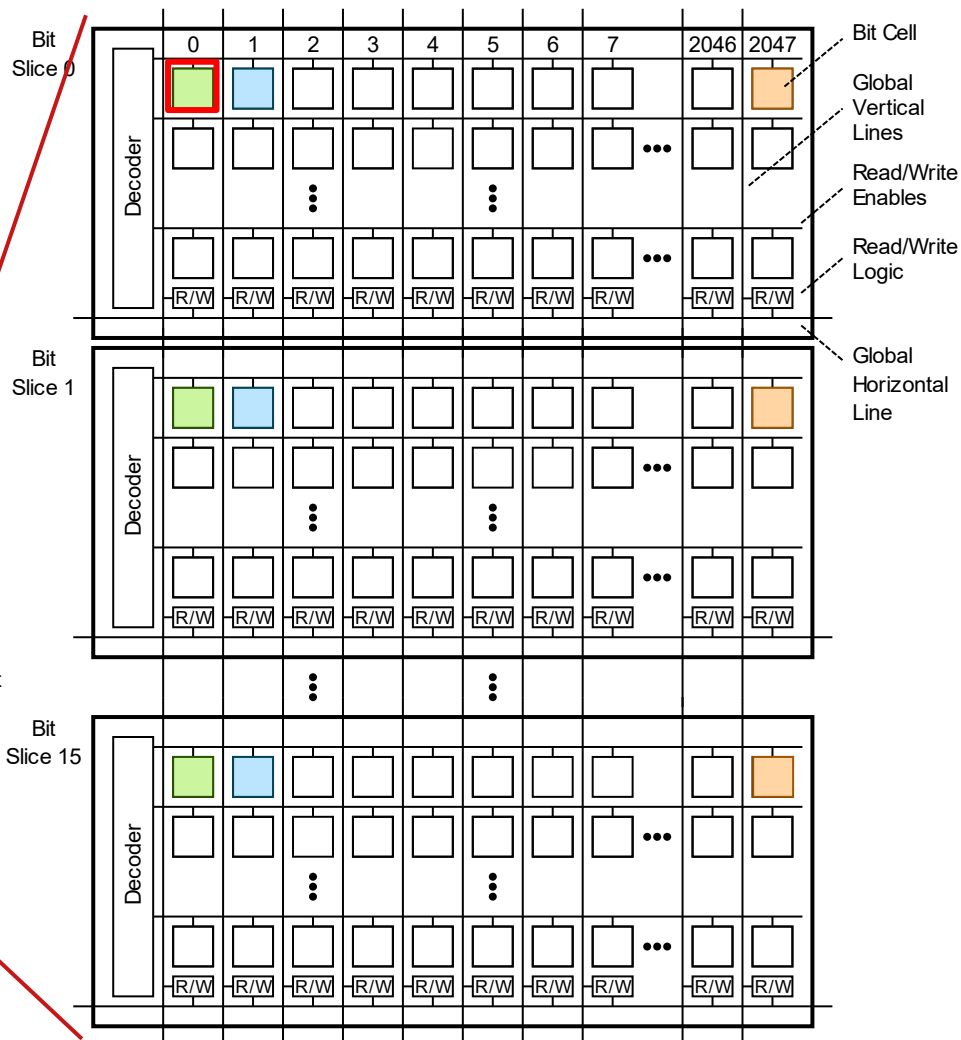 Bit
Slice 0
Decoder
0 1 2 3 4 5 6 7 2046 2047
R/W R/W R/W R/W R/W R/W R/W R/W R/W R/W
Bit Cell
Global
Vertical
Lines
Read/Write
Enables
Read/Write
Logic
Global
Horizontal
Line
Bit
Slice 1
Decoder
R/W R/W R/W R/W R/W R/W R/W R/W R/W R/W
Bit
Slice 15
Decoder
R/W R/W R/W R/W R/W R/W R/W R/W R/W R/W